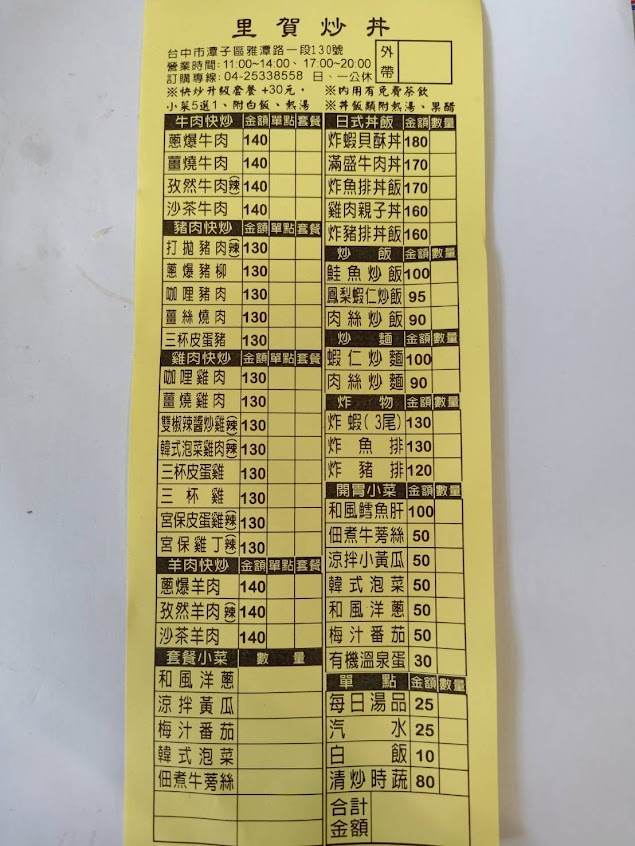 里賀炒丼
台中市潭子區雅潭路一段130號
營業時間: 11:00~14:00、17:00~20:00
訂購專線: 04-25338558 日、一公休
外帶
※快炒升級套餐 +30元，
小菜5選1、附白飯、熱湯
※內用有免費茶飲
※丼飯類附熱湯、果醋
牛肉快炒 金額 單點 套餐
蔥爆牛肉 140
薑燒牛肉 140
孜然牛肉(辣) 140
沙茶牛肉 140
豬肉快炒 金額 單點 套餐
打拋豬肉(辣) 130
蔥爆豬柳 130
咖哩豬肉 130
薑絲燒肉 130
三杯皮蛋豬 130
雞肉快炒 金額 單點 套餐
咖哩雞肉 130
薑燒雞肉 130
雙椒辣醬炒雞(辣) 130
韓式泡菜雞肉(辣) 130
三杯皮蛋雞 130
三杯雞 130
宮保皮蛋雞(辣) 130
宮保雞丁(辣) 130
羊肉快炒 金額 單點 套餐
蔥爆羊肉 140
孜然羊肉(辣) 140
沙茶羊肉 140
套餐小菜 數量
和風洋蔥
涼拌黃瓜
梅汁番茄
韓式泡菜
佃煮牛蒡絲
日式丼飯 金額 數量
炸蝦貝酥丼 180
滿盛牛肉丼 170
炸魚排丼飯 170
雞肉親子丼 160
炸豬排丼飯 160
炒飯 金額 數量
鮭魚炒飯 100
鳳梨蝦仁炒飯 95
肉絲炒飯 90
炒麵 金額 數量
蝦仁炒麵 100
肉絲炒麵 90
炸物 金額 數量
炸蝦(3尾) 130
炸魚排 130
炸豬排 120
開胃小菜 金額 數量
和風鱈魚肝 100
佃煮牛蒡絲 50
涼拌小黃瓜 50
韓式泡菜 50
和風洋蔥 50
梅汁番茄 50
有機溫泉蛋 30
單點 金額 數量
每日湯品 25
汽水 25
白飯 10
清炒時蔬 80
合計
金額